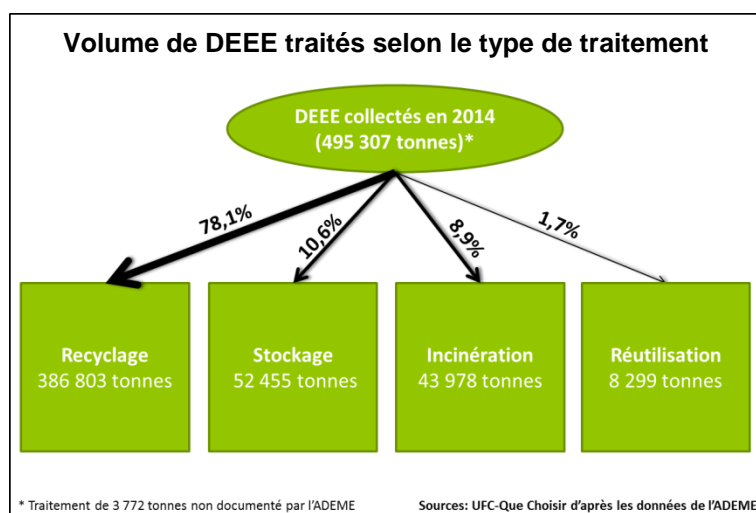 Volume de DEEE traités selon le type de traitement
DEEE collectés en 2014
(495 307 tonnes)*
78,1%
10,6%
8,9%
1,7%
Recyclage
386 803 tonnes
Stockage
52 455 tonnes
Incinération
43 978 tonnes
Réutilisation
8 299 tonnes
* Traitement de 3 772 tonnes non documenté par l'ADEME
Sources: UFC-Que Choisir d'après les données de l'ADEME